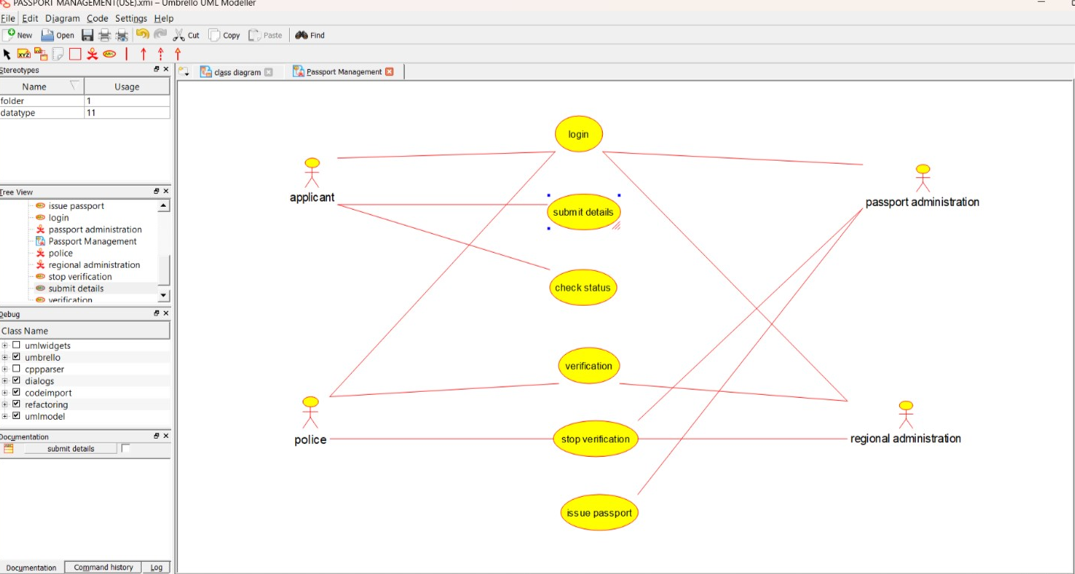 PASSPORT MANAGEMENT(USE).xmi – Umbrello UML Modeller
File Edit Diagram Code Settings Help
New Open Cut Copy Paste Find
XYZ
Stereotypes
Name Usage
folder 1
datatype 11
Tree View
issue passport
login
passport administration
Passport Management
police
regional administration
stop verification
submit details
verification
Debug
Class Name
umlwidgets
umbrello
cppparser
dialogs
codeimport
refactoring
umlmodel
Documentation
submit details
Documentation Command history Log
class diagram Passport Management
login
applicant
passport administration
submit details
check status
verification
police
stop verification
regional administration
issue passport